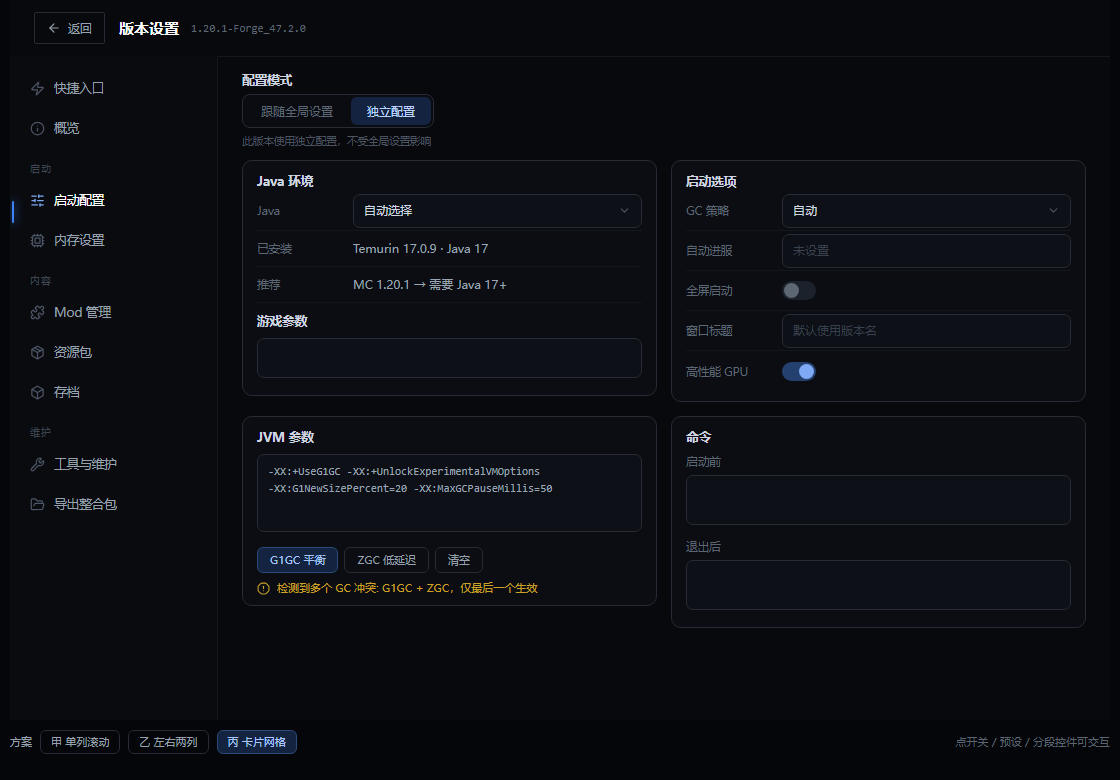 返回
版本设置
1.20.1-Forge_47.2.0
快捷入口
概览
启动
启动配置
内存设置
内容
Mod 管理
资源包
存档
维护
工具与维护
导出整合包
配置模式
跟随全局设置
独立配置
此版本使用独立配置，不受全局设置影响
Java 环境
Java
自动选择
已安装
Temurin 17.0.9 · Java 17
推荐
MC 1.20.1 → 需要 Java 17+
游戏参数
启动选项
GC 策略
自动
自动进服
未设置
全屏启动
窗口标题
默认使用版本名
高性能 GPU
JVM 参数
-XX:+UseG1GC -XX:+UnlockExperimentalVMOptions
-XX:G1NewSizePercent=20 -XX:MaxGCPauseMillis=50
G1GC 平衡
ZGC 低延迟
清空
检测到多个 GC 冲突: G1GC + ZGC，仅最后一个生效
命令
启动前
退出后
方案
甲 单列滚动
乙 左右两列
丙 卡片网格
点开关 / 预设 / 分段控件可交互